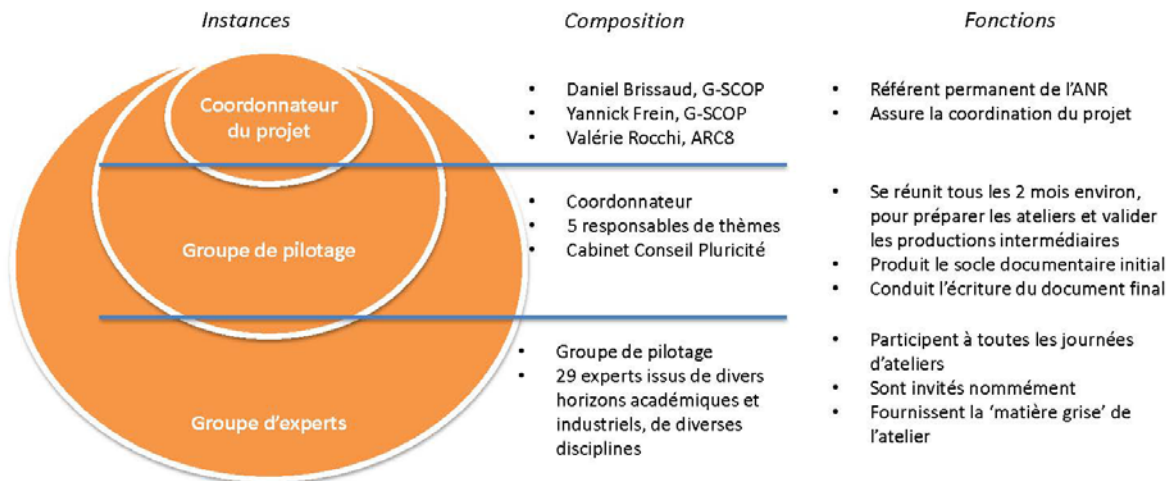 Instances
Composition
Fonctions
Coordonnateur
du projet
• Daniel Brissaud, G-SCOP
• Yannick Frein, G-SCOP
• Valérie Rocchi, ARC8
• Référent permanent de l’ANR
• Assure la coordination du projet
Groupe de pilotage
• Coordonnateur
• 5 responsables de thèmes
• Cabinet Conseil Pluricité
• Se réunit tous les 2 mois environ,
pour préparer les ateliers et valider
les productions intermédiaires
• Produit le socle documentaire initial
• Conduit l’écriture du document final
Groupe d’experts
• Groupe de pilotage
• 29 experts issus de divers
horizons académiques et
industriels, de diverses
disciplines
• Participent à toutes les journées
d’ateliers
• Sont invités nommément
• Fournissent la ‘matière grise’ de
l’atelier